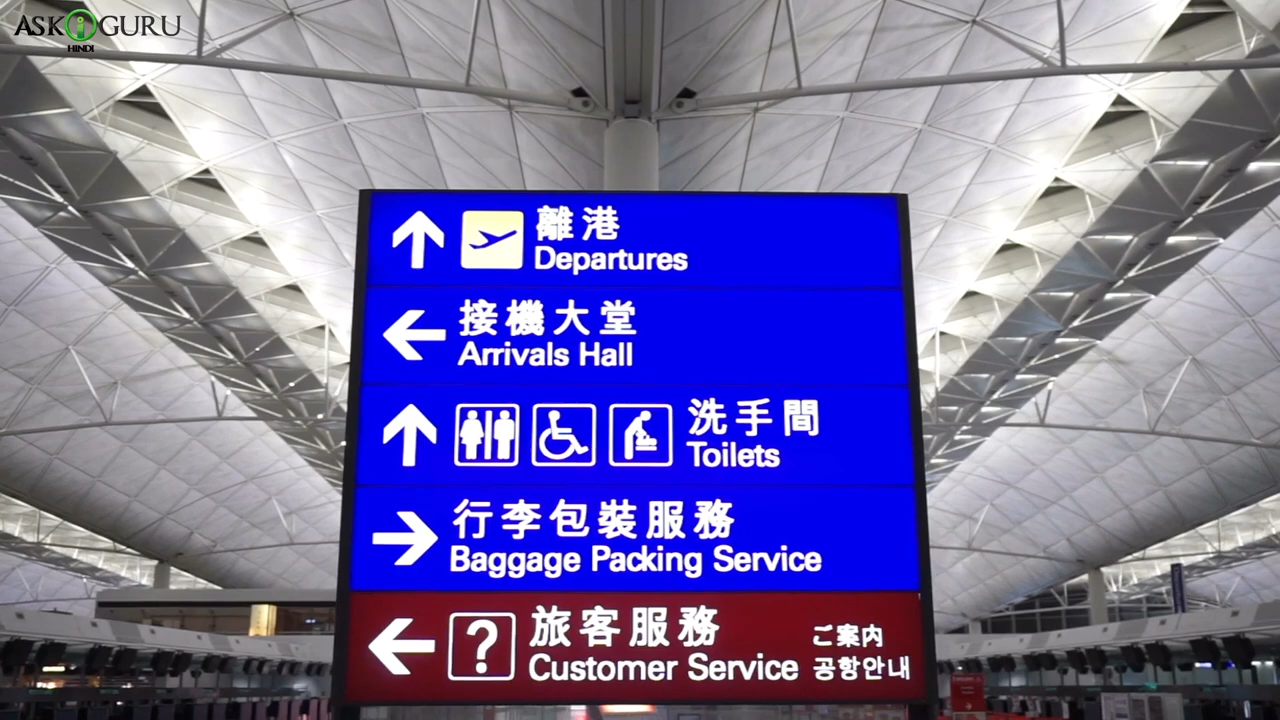 ASK i GURU
HINDI
離港
Departures
接機大堂
Arrivals Hall
洗手間
Toilets
行李包裝服務
Baggage Packing Service
? 旅客服務
Customer Service
ご案内
공항안내